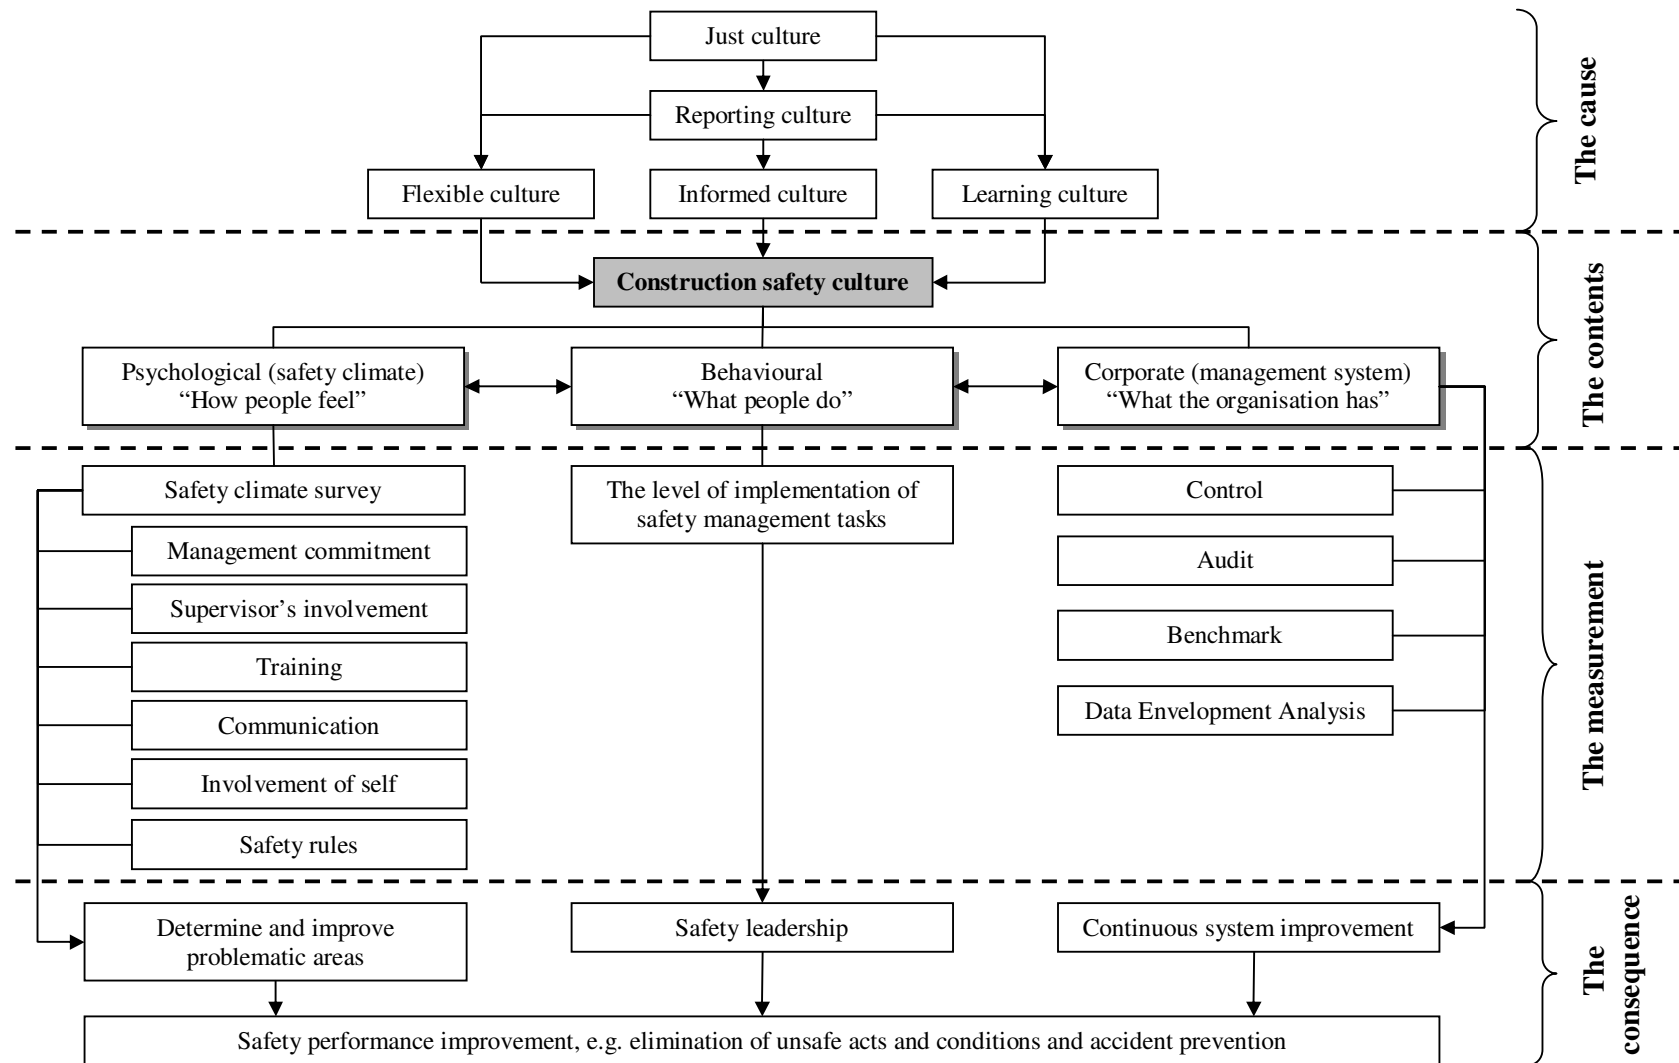 Just culture
Reporting culture
Flexible culture
Informed culture
Learning culture
The cause
Construction safety culture
Psychological (safety climate)
“How people feel”
Behavioural
“What people do”
Corporate (management system)
“What the organisation has”
The contents
Safety climate survey
Management commitment
Supervisor’s involvement
Training
Communication
Involvement of self
Safety rules
The level of implementation of
safety management tasks
Control
Audit
Benchmark
Data Envelopment Analysis
The measurement
Determine and improve
problematic areas
Safety leadership
Continuous system improvement
Safety performance improvement, e.g. elimination of unsafe acts and conditions and accident prevention
The
consequence